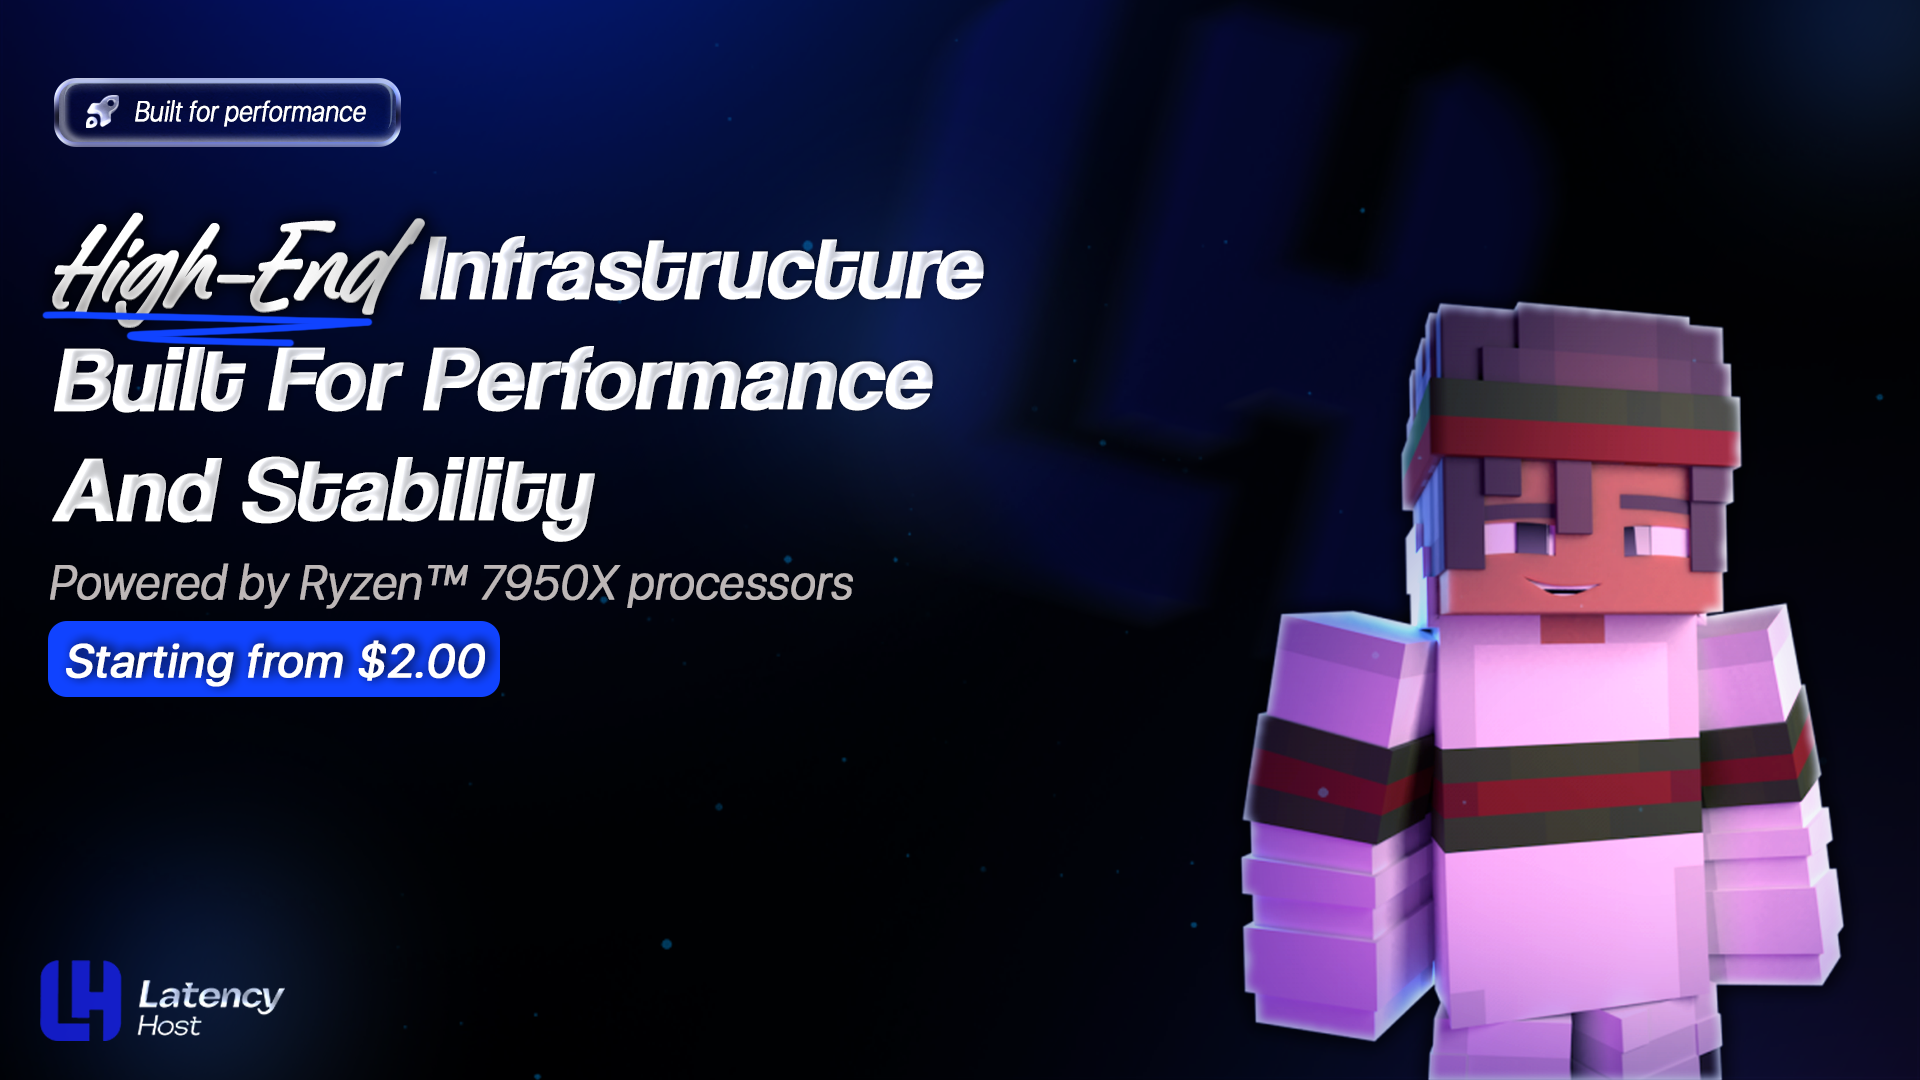 Built for performance
High-End Infrastructure
Built For Performance
And Stability
Powered by Ryzen™ 7950X processors
Starting from $2.00
LH
Latency
Host